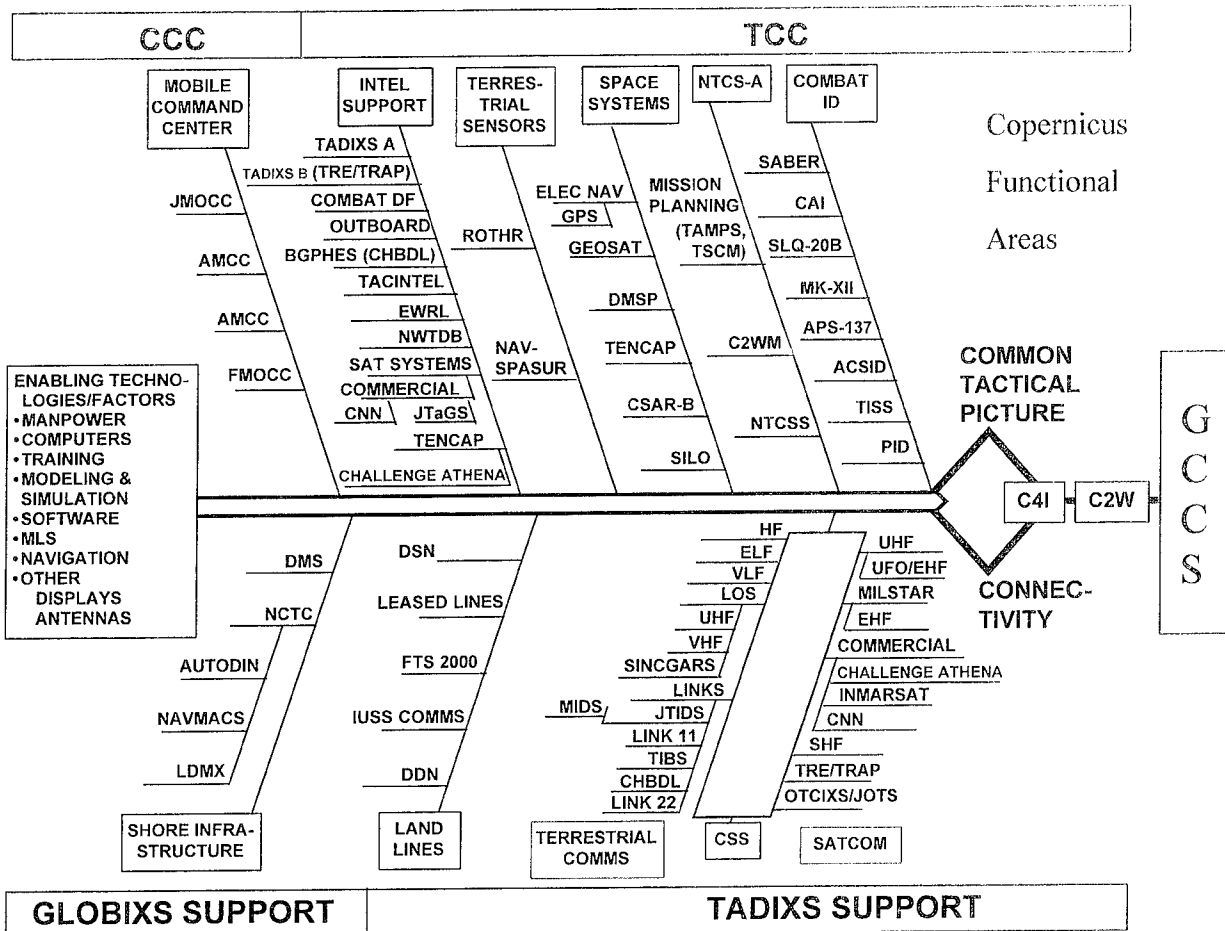 CCC
TCC
MOBILE
COMMAND
CENTER
INTEL
SUPPORT
TERRES-
TRIAL
SENSORS
SPACE
SYSTEMS
NTCS-A
COMBAT
ID
Copernicus
Functional
Areas
JMOCC
AMCC
AMCC
FMOCC
TADIXS A
TADIXS B (TRE/TRAP)
COMBAT DF
OUTBOARD
BGPHES (CHBDL)
TACINTEL
EWRL
NWTDB
SAT SYSTEMS
COMMERCIAL
CNN
JTaGS
TENCAP
CHALLENGE ATHENA
ROTHR
NAV-
SPASUR
ELEC NAV
GPS
GEOSAT
DMSP
TENCAP
CSAR-B
SILO
MISSION
PLANNING
(TAMPS,
TSCM)
C2WM
NTCSS
SABER
CAI
SLQ-20B
MK-XII
APS-137
ACSID
TISS
PID
ENABLING TECHNO-
LOGIES/FACTORS
•MANPOWER
•COMPUTERS
•TRAINING
•MODELING &
SIMULATION
•SOFTWARE
•MLS
•NAVIGATION
•OTHER
DISPLAYS
ANTENNAS
COMMON
TACTICAL
PICTURE
C4I
C2W
G
C
C
S
CONNEC-
TIVITY
DMS
NCTC
AUTODIN
NAVMACS
LDMX
DSN
LEASED LINES
FTS 2000
IUSS COMMS
DDN
HF
ELF
VLF
LOS
UHF
VHF
SINCGARS
LINKS
MIDS
JTIDS
LINK 11
TIBS
CHBDL
LINK 22
UHF
UFO/EHF
MILSTAR
EHF
COMMERCIAL
CHALLENGE ATHENA
INMARSAT
CNN
SHF
TRE/TRAP
OTCIXS/JOTS
SHORE INFRA-
STRUCTURE
LAND
LINES
TERRESTRIAL
COMMS
CSS
SATCOM
GLOBIXS SUPPORT
TADIXS SUPPORT